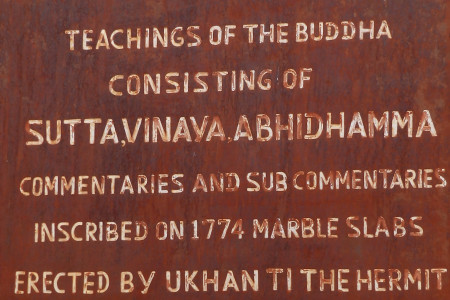 TEACHINGS OF THE BUDDHA
CONSISTING OF
SUTTA,VINAYA,ABHIDHAMMA
COMMENTARIES AND SUB COMMENTARIES
INSCRIBED ON 1774 MARBLE SLABS
ERECTED BY UKHAN TI THE HERMIT